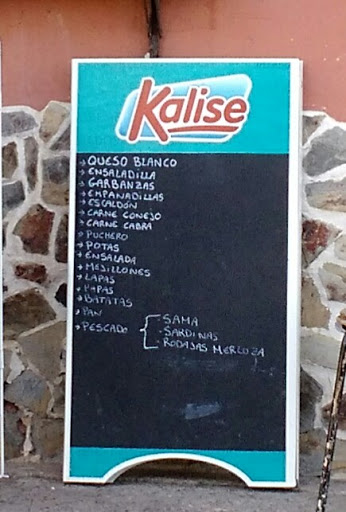 Kalise
→ QUESO BLANCO
→ ENSALADILLA
→ GARBANZAS
→ EMPANADILLAS
→ ESCALDÓN
→ CARNE CONEJO
→ CARNE CABRA
→ PUCHERO
→ POTAS
→ ENSALADA
→ MEJILLONES
→ LAPAS
→ PAPAS
→ BATATAS
→ PAN
→ PESCADO { - SAMA
- SARDINAS
- RODAJAS MERLUZA